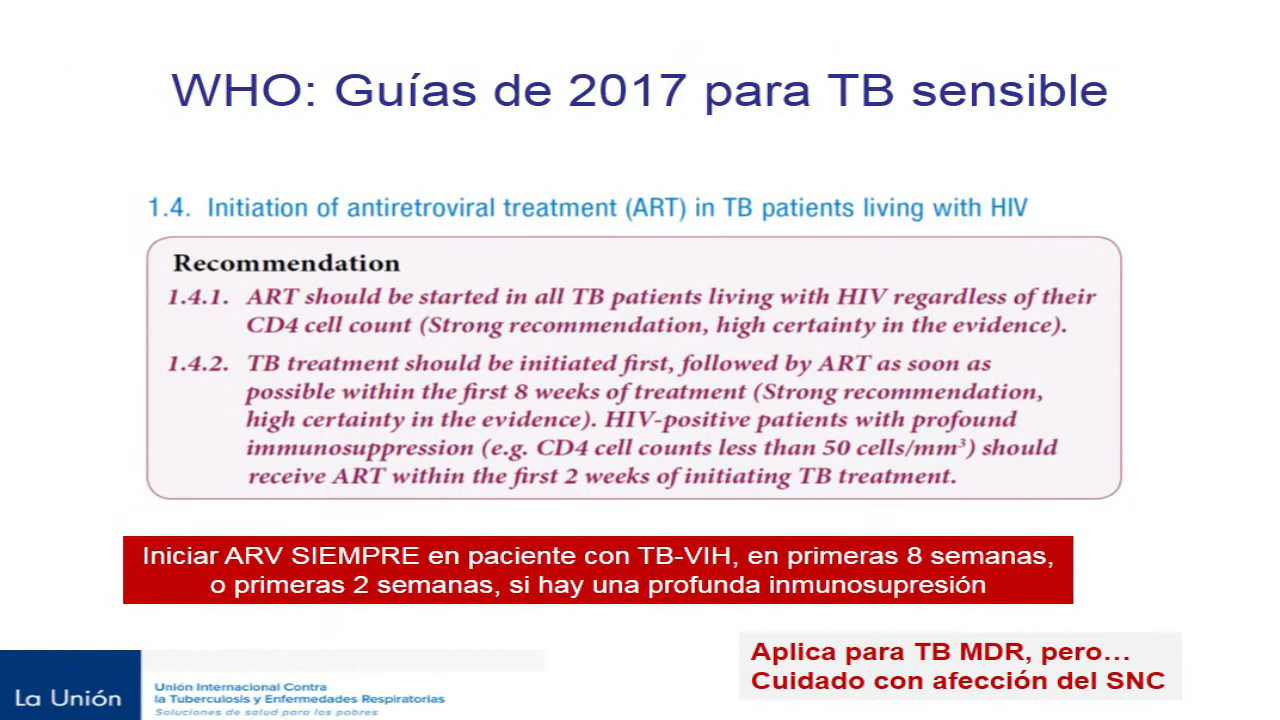 WHO: Guías de 2017 para TB sensible
1.4. Initiation of antiretroviral treatment (ART) in TB patients living with HIV
Recommendation
1.4.1. ART should be started in all TB patients living with HIV regardless of their
CD4 cell count (Strong recommendation, high certainty in the evidence).
1.4.2. TB treatment should be initiated first, followed by ART as soon as
possible within the first 8 weeks of treatment (Strong recommendation,
high certainty in the evidence). HIV-positive patients with profound
immunosuppression (e.g. CD4 cell counts less than 50 cells/mm³) should
receive ART within the first 2 weeks of initiating TB treatment.
Iniciar ARV SIEMPRE en paciente con TB-VIH, en primeras 8 semanas,
o primeras 2 semanas, si hay una profunda inmunosupresión
Aplica para TB MDR, pero…
Cuidado con afección del SNC
La Unión
Unión Internacional Contra
la Tuberculosis y Enfermedades Respiratorias
Soluciones de salud para los pobres